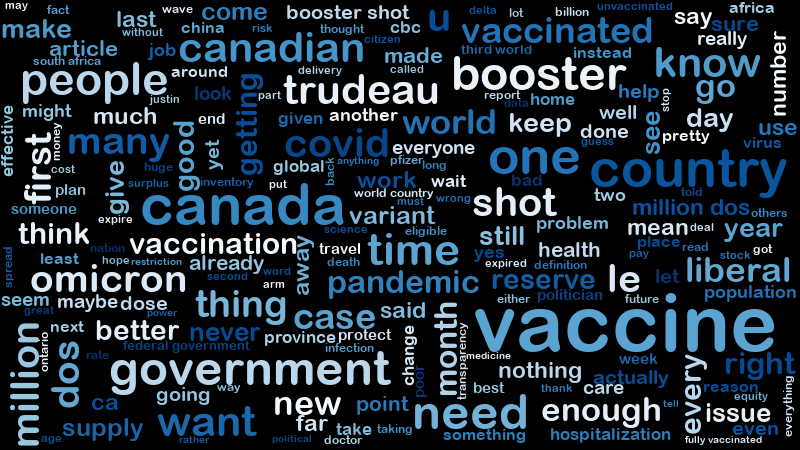 may
fact
wave
come
booster shot
u
delta
lot
billion
unvaccinated
africa
make
last
without
china
risk
thought
cbc
citizen
vaccinated
say
sure
article
job
canadian
made
third world
instead
really
number
south africa
around
delivery
called
booster
know
people
justin
look
getting
part
trudeau
report
home
help
go
stop
effective
might
much
end
given
another
data
well
day
use
first
money
many
good
yet
covid
world
keep
done
see
pretty
virus
guess
everyone
cost
huge
global
back
anything
pfizer
long
one
country
plan
give
surplus
inventory
put
work
wait
bad
two
told
someone
expire
canada
world country
must
wrong
shot
million dos
others
variant
eligible
problem
mean
deal
year
think
nation
vaccination
science
travel
time
still
health
place
read
got
spread
least
hope
restriction
already
second
word
away
death
yes
expired
definition
pay
stock
liberal
omicron
arm
pandemic
reserve
le
let
population
seem
maybe
dose
thing
case
said
month
either
politician
future
great
power
million
ontario
next
better
never
province
protect
change
transparency
vaccine
dos
rate
federal government
infection
poor
medicine
week
nothing
every
right
everything
government
actually
ca
going
way
new
point
best
thank
care
reason
equity
supply
want
far
take
taking
need
enough
tell
issue
even
age
rather
political
doctor
something
hospitalization
fully vaccinated